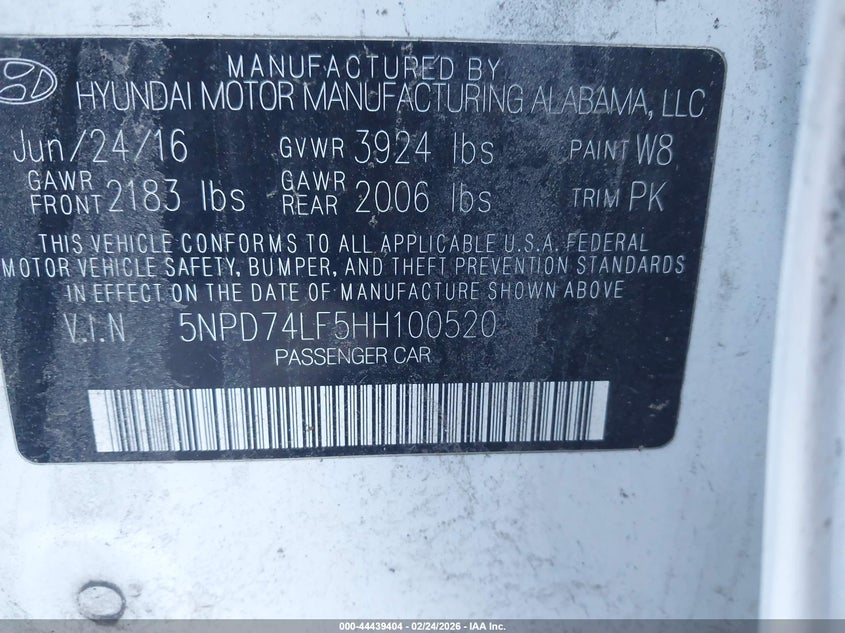 MANUFACTURED BY
HYUNDAI MOTOR MANUFACTURING ALABAMA, LLC
Jun/24/16 GVWR 3924 lbs PAINT W8
GAWR FRONT 2183 lbs GAWR REAR 2006 lbs TRIM PK
THIS VEHICLE CONFORMS TO ALL APPLICABLE U.S.A. FEDERAL
MOTOR VEHICLE SAFETY, BUMPER, AND THEFT PREVENTION STANDARDS
IN EFFECT ON THE DATE OF MANUFACTURE SHOWN ABOVE
V.I.N 5NPD74LF5HH100520
PASSENGER CAR
000-44439404 - 02/24/2026 - IAA Inc.